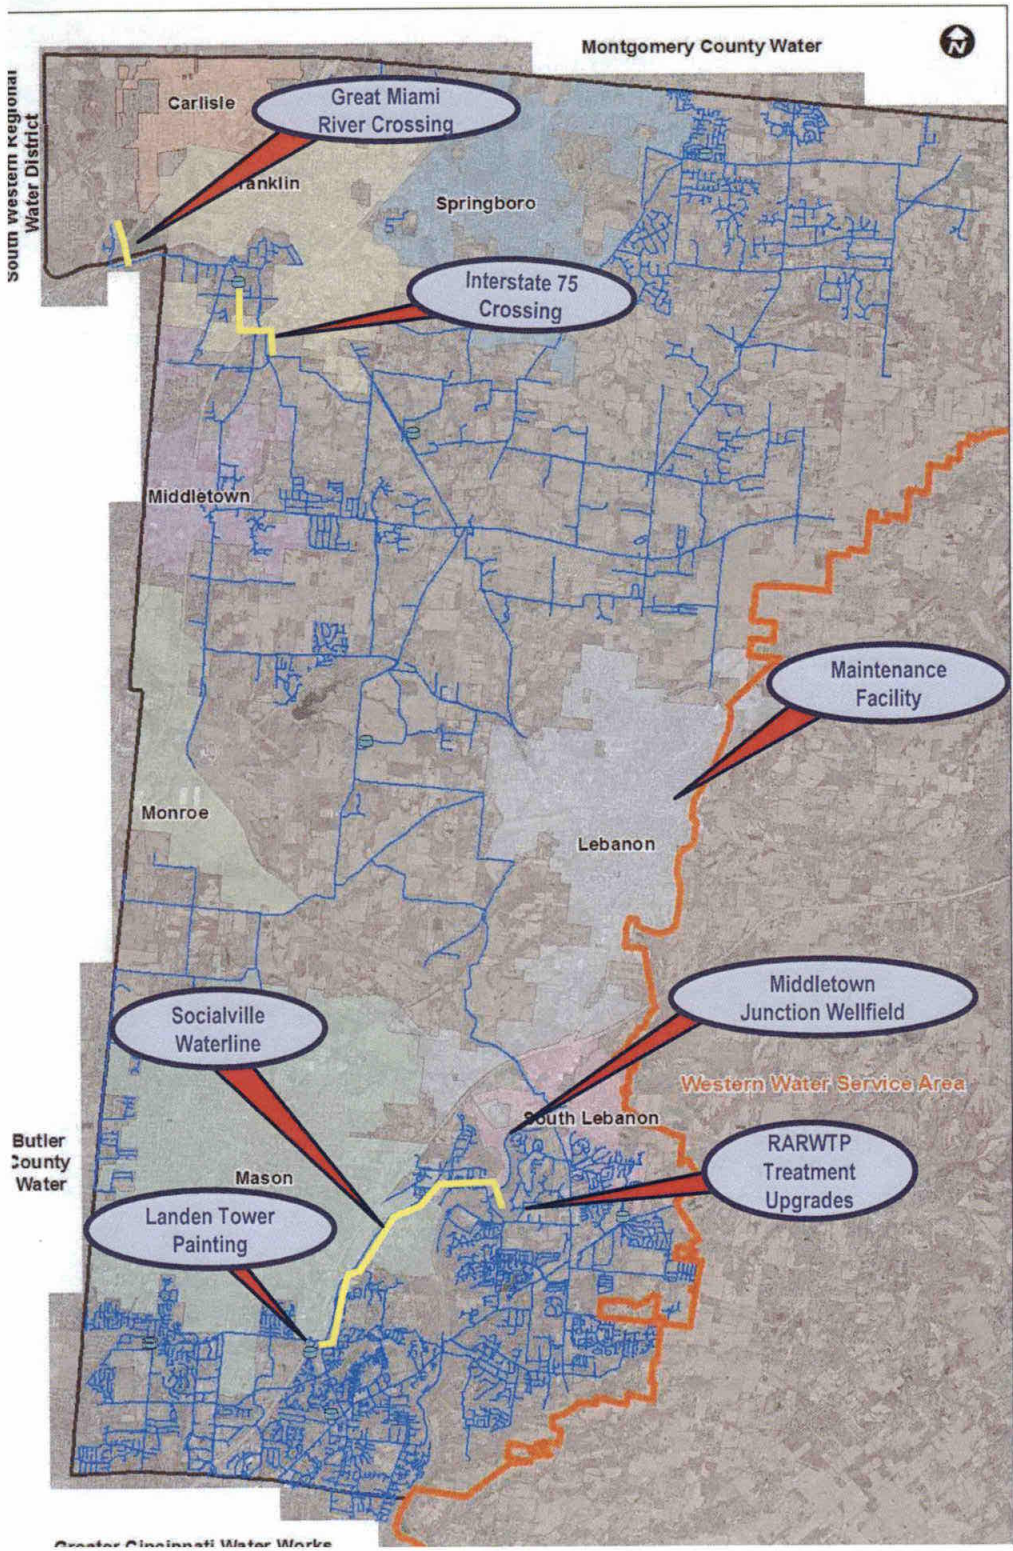 Montgomery County Water
N
South Western Regional
Water District
Carlisle
Great Miami
River Crossing
ranklin
Springboro
5
Interstate 75
Crossing
Middletown
Maintenance
Facility
Monroe
Lebanon
Middletown
Junction Wellfield
Socialville
Waterline
Western Water Service Area
South Lebanon
Butler
County
Water
RARWTP
Treatment
Upgrades
Mason
Landen Tower
Painting
Greater Cincinnati Water Works